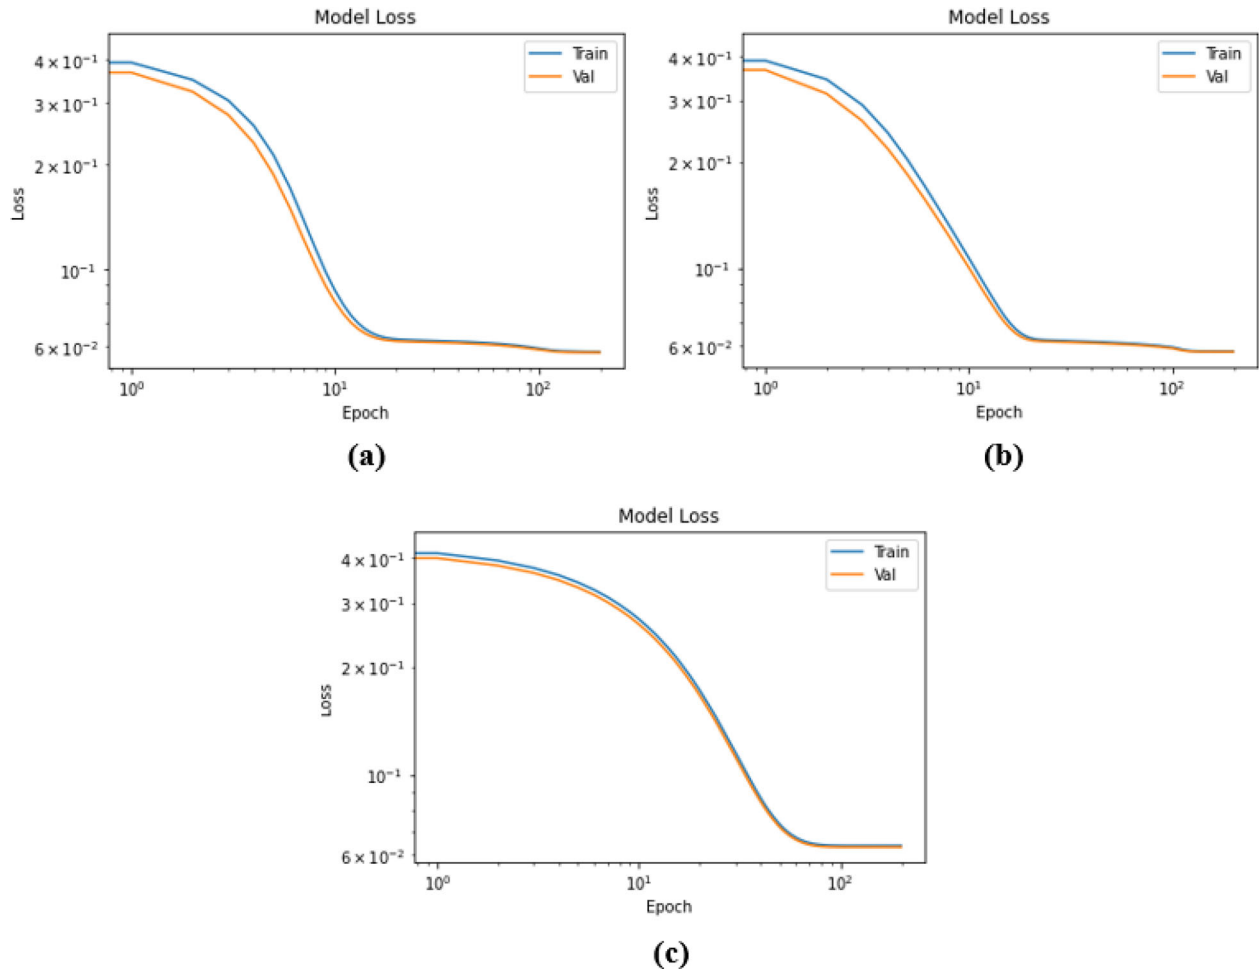 Model Loss
Train
Val
4 × 10⁻¹
3 × 10⁻¹
2 × 10⁻¹
10⁻¹
6 × 10⁻²
Loss
10⁰
10¹
10²
Epoch
(a)
Model Loss
Train
Val
4 × 10⁻¹
3 × 10⁻¹
2 × 10⁻¹
10⁻¹
6 × 10⁻²
Loss
10⁰
10¹
10²
Epoch
(b)
Model Loss
Train
Val
4 × 10⁻¹
3 × 10⁻¹
2 × 10⁻¹
10⁻¹
6 × 10⁻²
Loss
10⁰
10¹
10²
Epoch
(c)